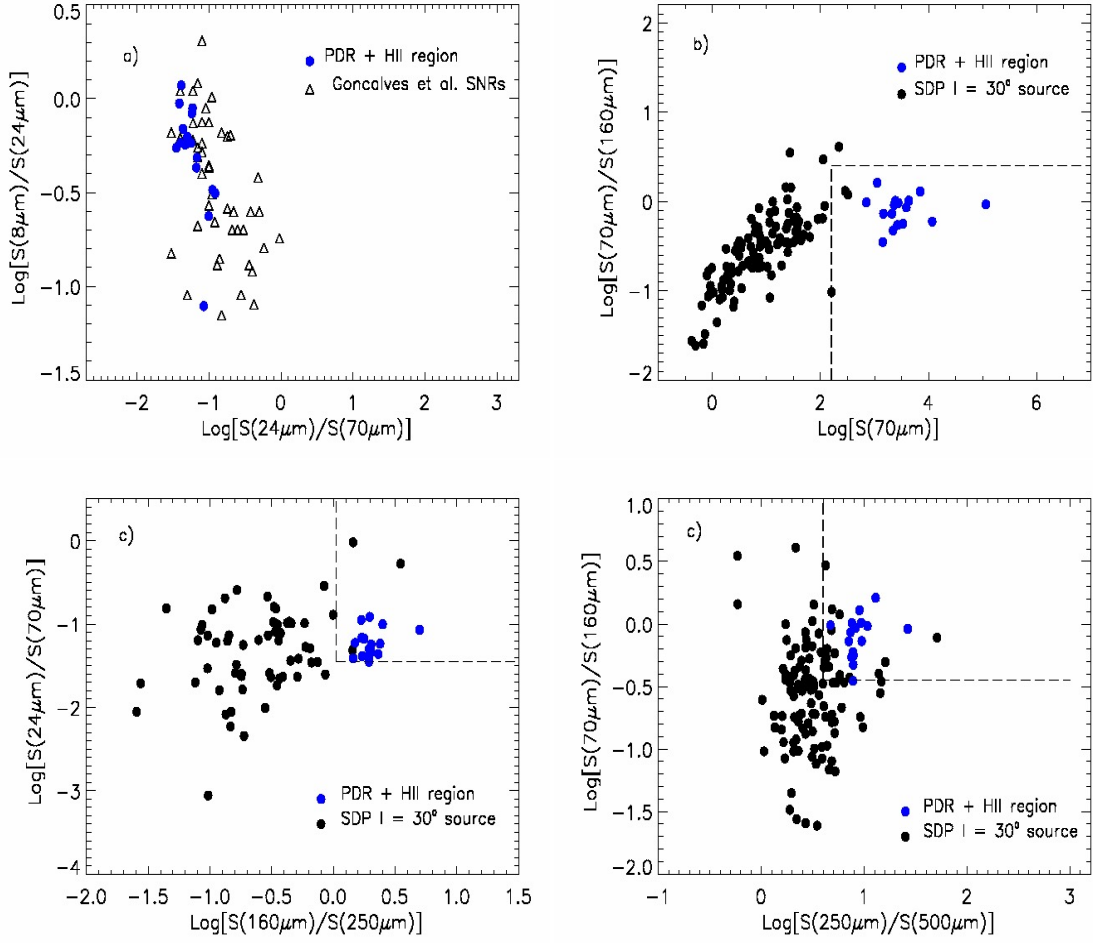 0.5
0.0
-0.5
-1.0
-1.5
Log[S(8μm)/S(24μm)]
a)
PDR + HII region
Goncalves et al. SNRs
-2
-1
0
1
2
3
Log[S(24μm)/S(70μm)]
2
1
0
-1
-2
Log[S(70μm)/S(160μm)]
b)
PDR + HII region
SDP l = 30⁰ source
0
2
4
6
Log[S(70μm)]
0
-1
-2
-3
-4
Log[S(24μm)/S(70μm)]
c)
PDR + HII region
SDP l = 30⁰ source
-2.0
-1.5
-1.0
-0.5
0.0
0.5
1.0
1.5
Log[S(160μm)/S(250μm)]
1.0
0.5
0.0
-0.5
-1.0
-1.5
-2.0
Log[S(70μm)/S(160μm)]
c)
PDR + HII region
SDP l = 30⁰ source
-1
0
1
2
3
Log[S(250μm)/S(500μm)]